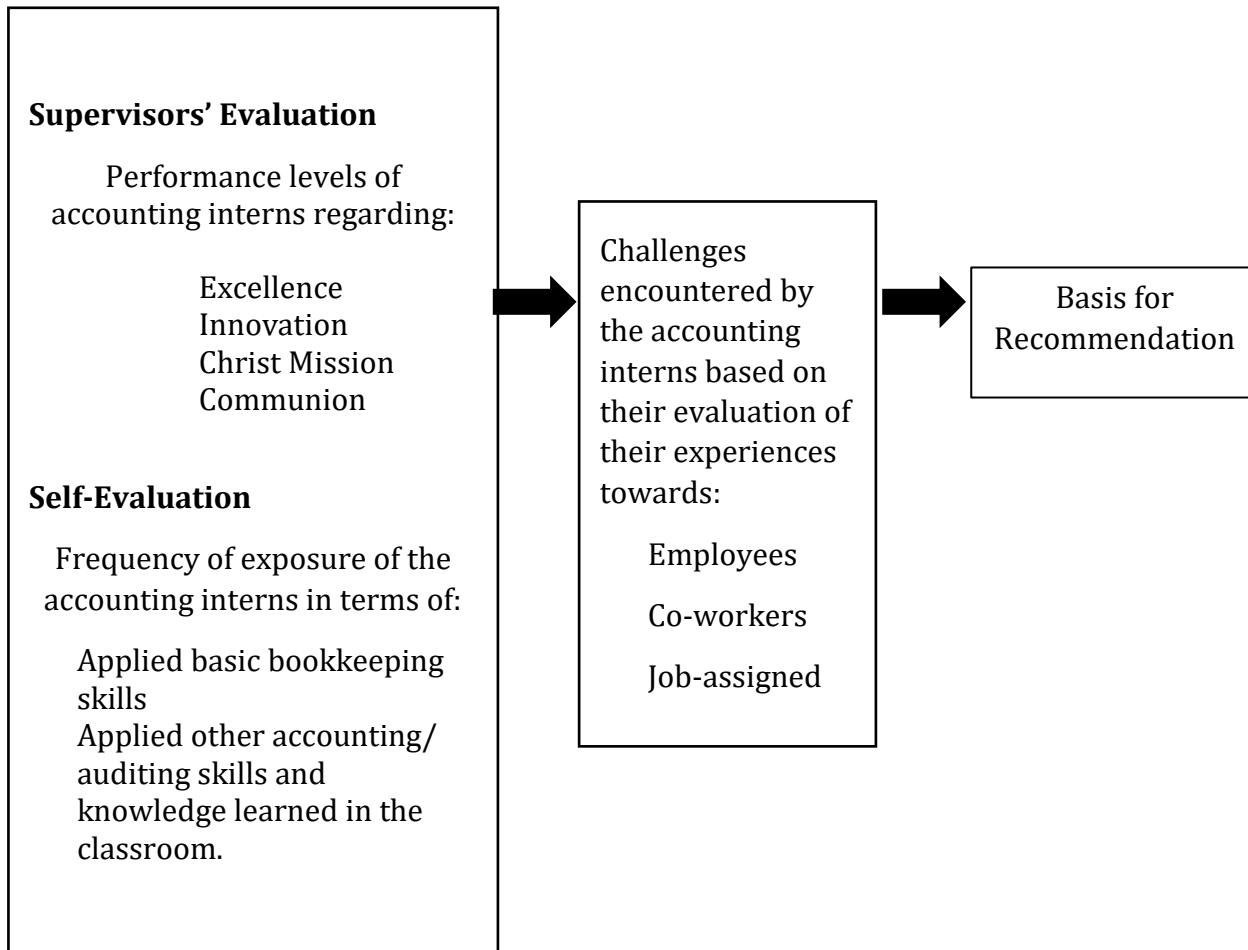 Supervisors’ Evaluation
Performance levels of
accounting interns regarding:
Excellence
Innovation
Christ Mission
Communion
Self-Evaluation
Frequency of exposure of the
accounting interns in terms of:
Applied basic bookkeeping
skills
Applied other accounting/
auditing skills and
knowledge learned in the
classroom.
Challenges
encountered by
the accounting
interns based on
their evaluation of
their experiences
towards:
Employees
Co-workers
Job-assigned
Basis for
Recommendation